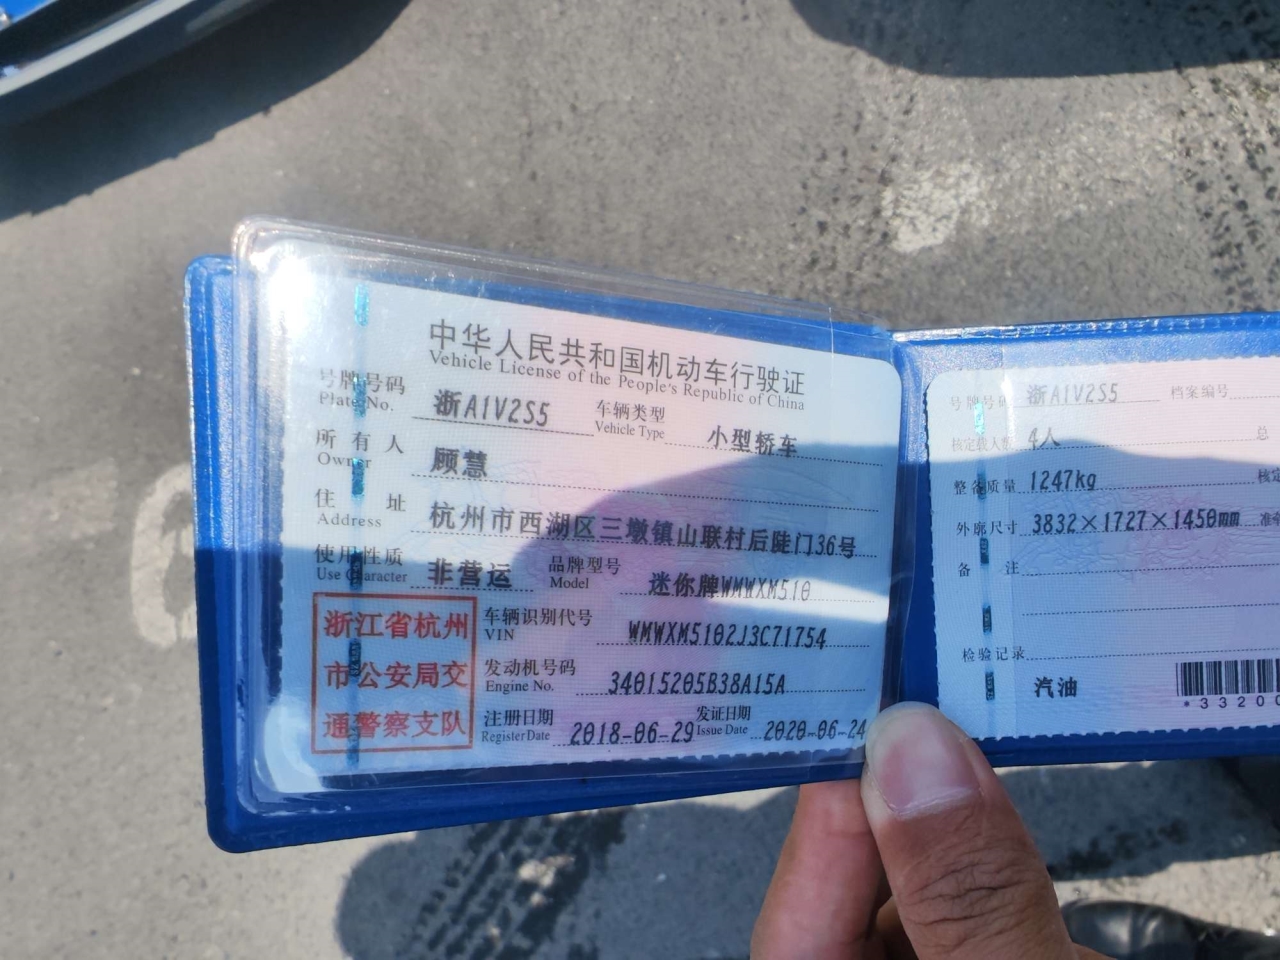 中华人民共和国机动车行驶证
Vehicle License of the People's Republic of China
号牌号码 浙A1V2S5 车辆类型 小型轿车
Plate No. Vehicle Type
所有人 顾慧
Owner
住址 杭州市西湖区三墩镇山联村后陡门36号
Address
使用性质 非营运 品牌型号 迷你牌WMWXM510
Use Character Model
浙江省杭州
市公安局交
通警察支队
车辆识别代号 WMWXM5102J3C71754
VIN
发动机号码 34015205B38A15A
Engine No.
注册日期 2018-06-29 发证日期 2020-06-24
Register Date Issue Date
号牌号码 浙A1V2S5 档案编号
核定载人数 4人 总
整备质量 1247kg 核定
外廓尺寸 3832×1727×1450mm 准牵
备注
检验记录
汽油
*33200